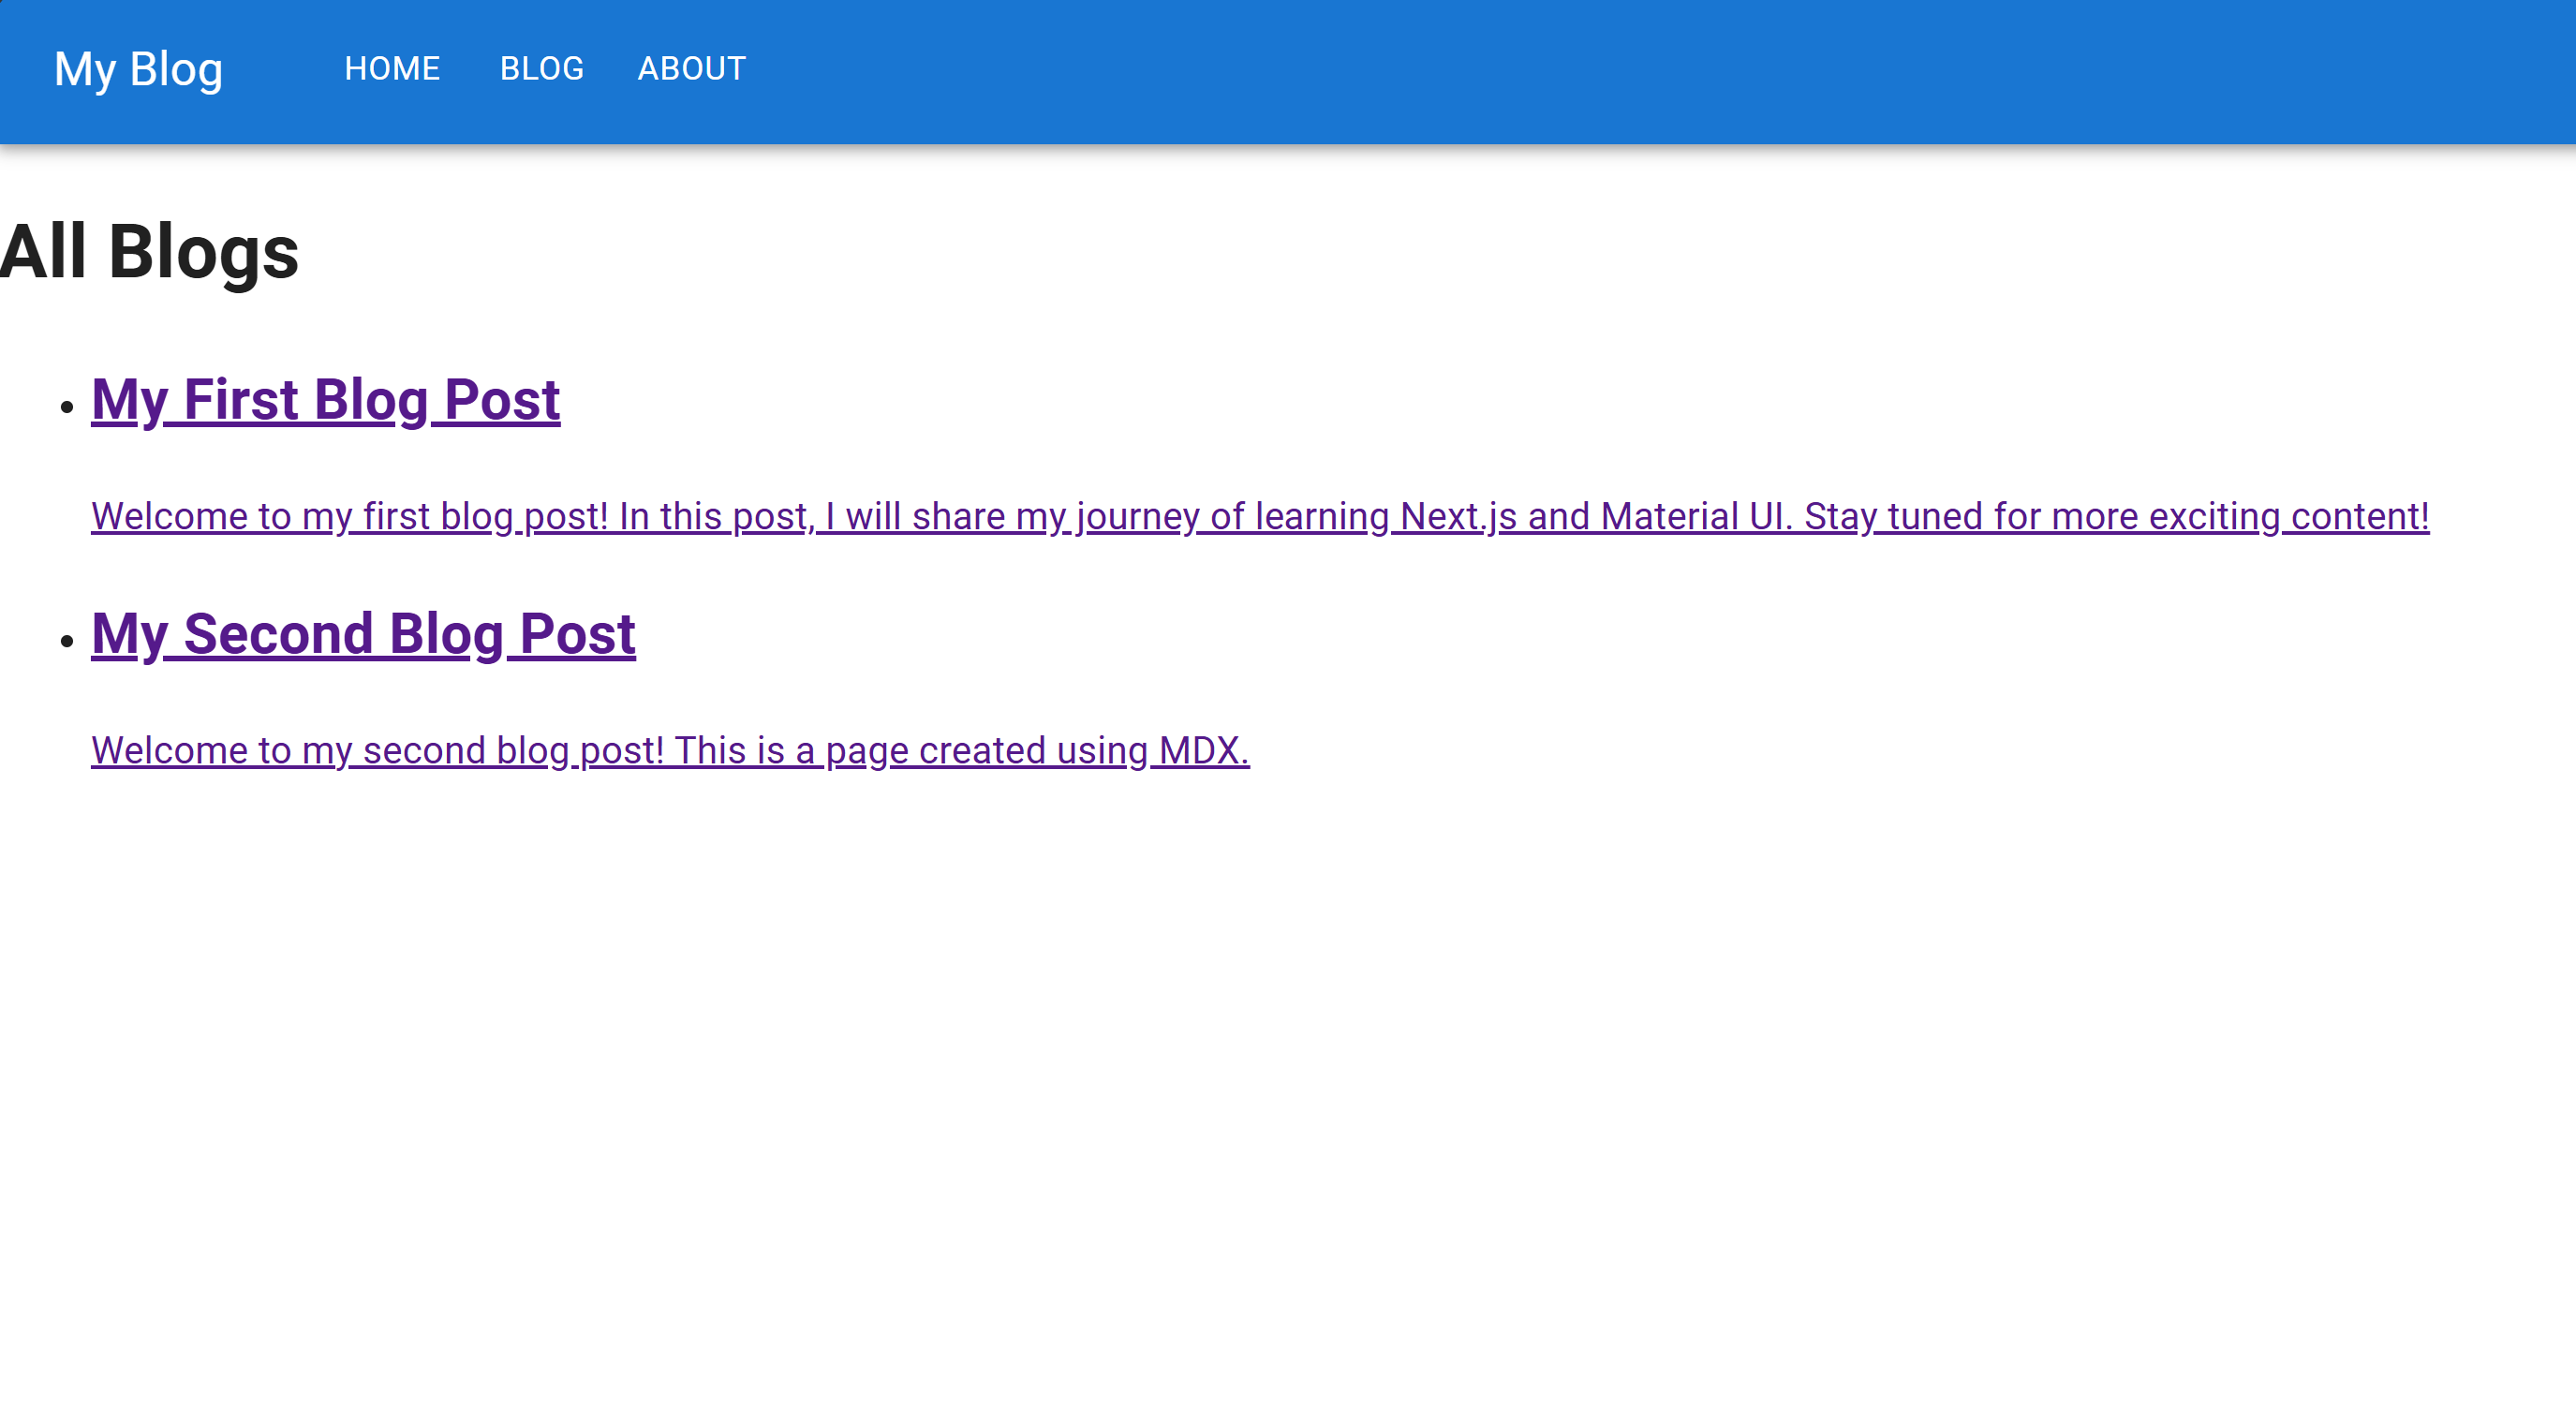 My Blog HOME BLOG ABOUT
All Blogs
My First Blog Post
Welcome to my first blog post! In this post, I will share my journey of learning Next.js and Material UI. Stay tuned for more exciting content!
My Second Blog Post
Welcome to my second blog post! This is a page created using MDX.